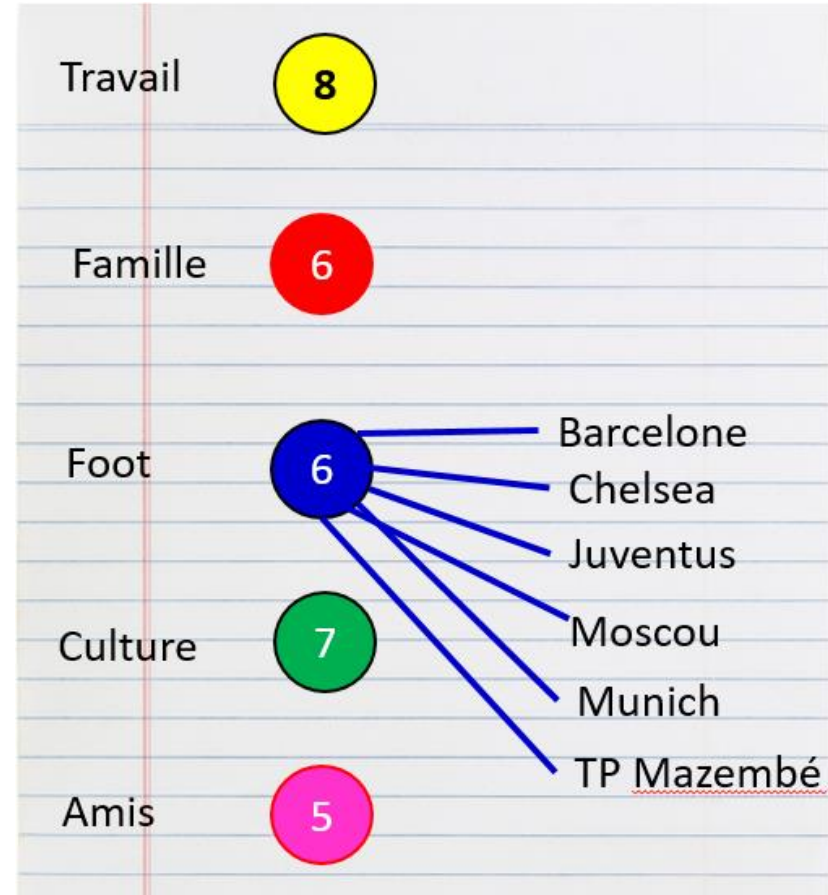 Travail 8
Famille 6
Barcelone
Foot 6
Chelsea
Juventus
Moscou
Culture 7
Munich
TP Mazembé
Amis 5